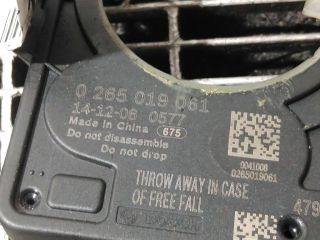 0 265 019 061
14-12-06 0577
Made in China 675
Do not disassemble
Do not drop
0041008
0265019061
THROW AWAY IN CASE
OF FREE FALL
479